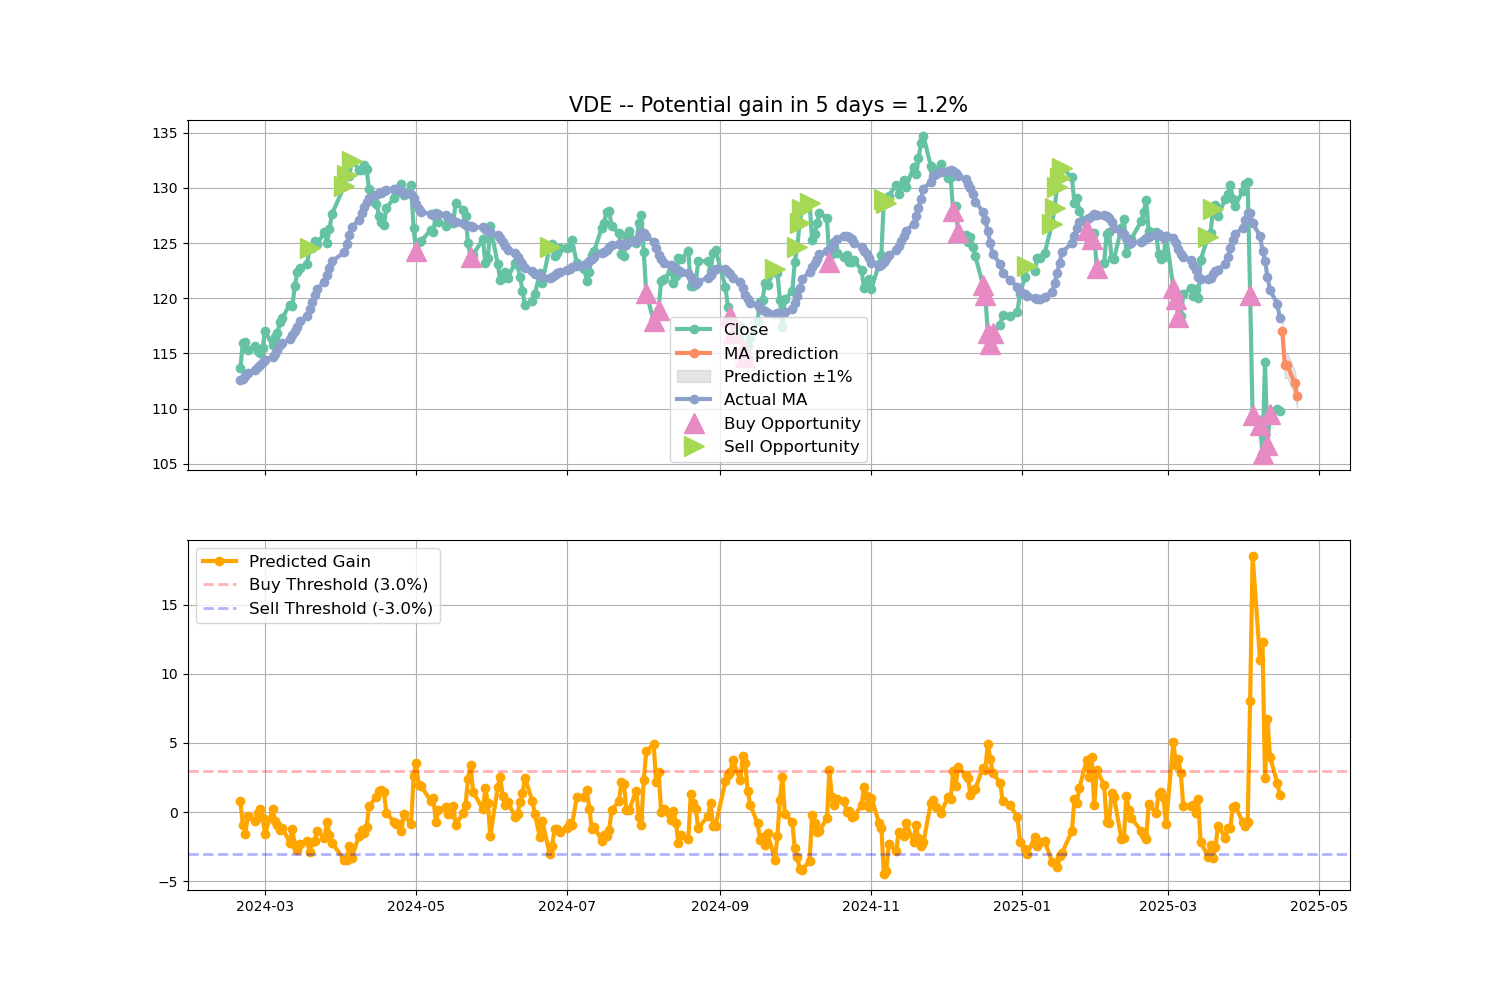 VDE -- Potential gain in 5 days = 1.2%
135
130
125
120
115
110
105
Close
MA prediction
Prediction ±1%
Actual MA
Buy Opportunity
Sell Opportunity
Predicted Gain
Buy Threshold (3.0%)
Sell Threshold (-3.0%)
15
10
5
0
−5
2024-03 2024-05 2024-07 2024-09 2024-11 2025-01 2025-03 2025-05